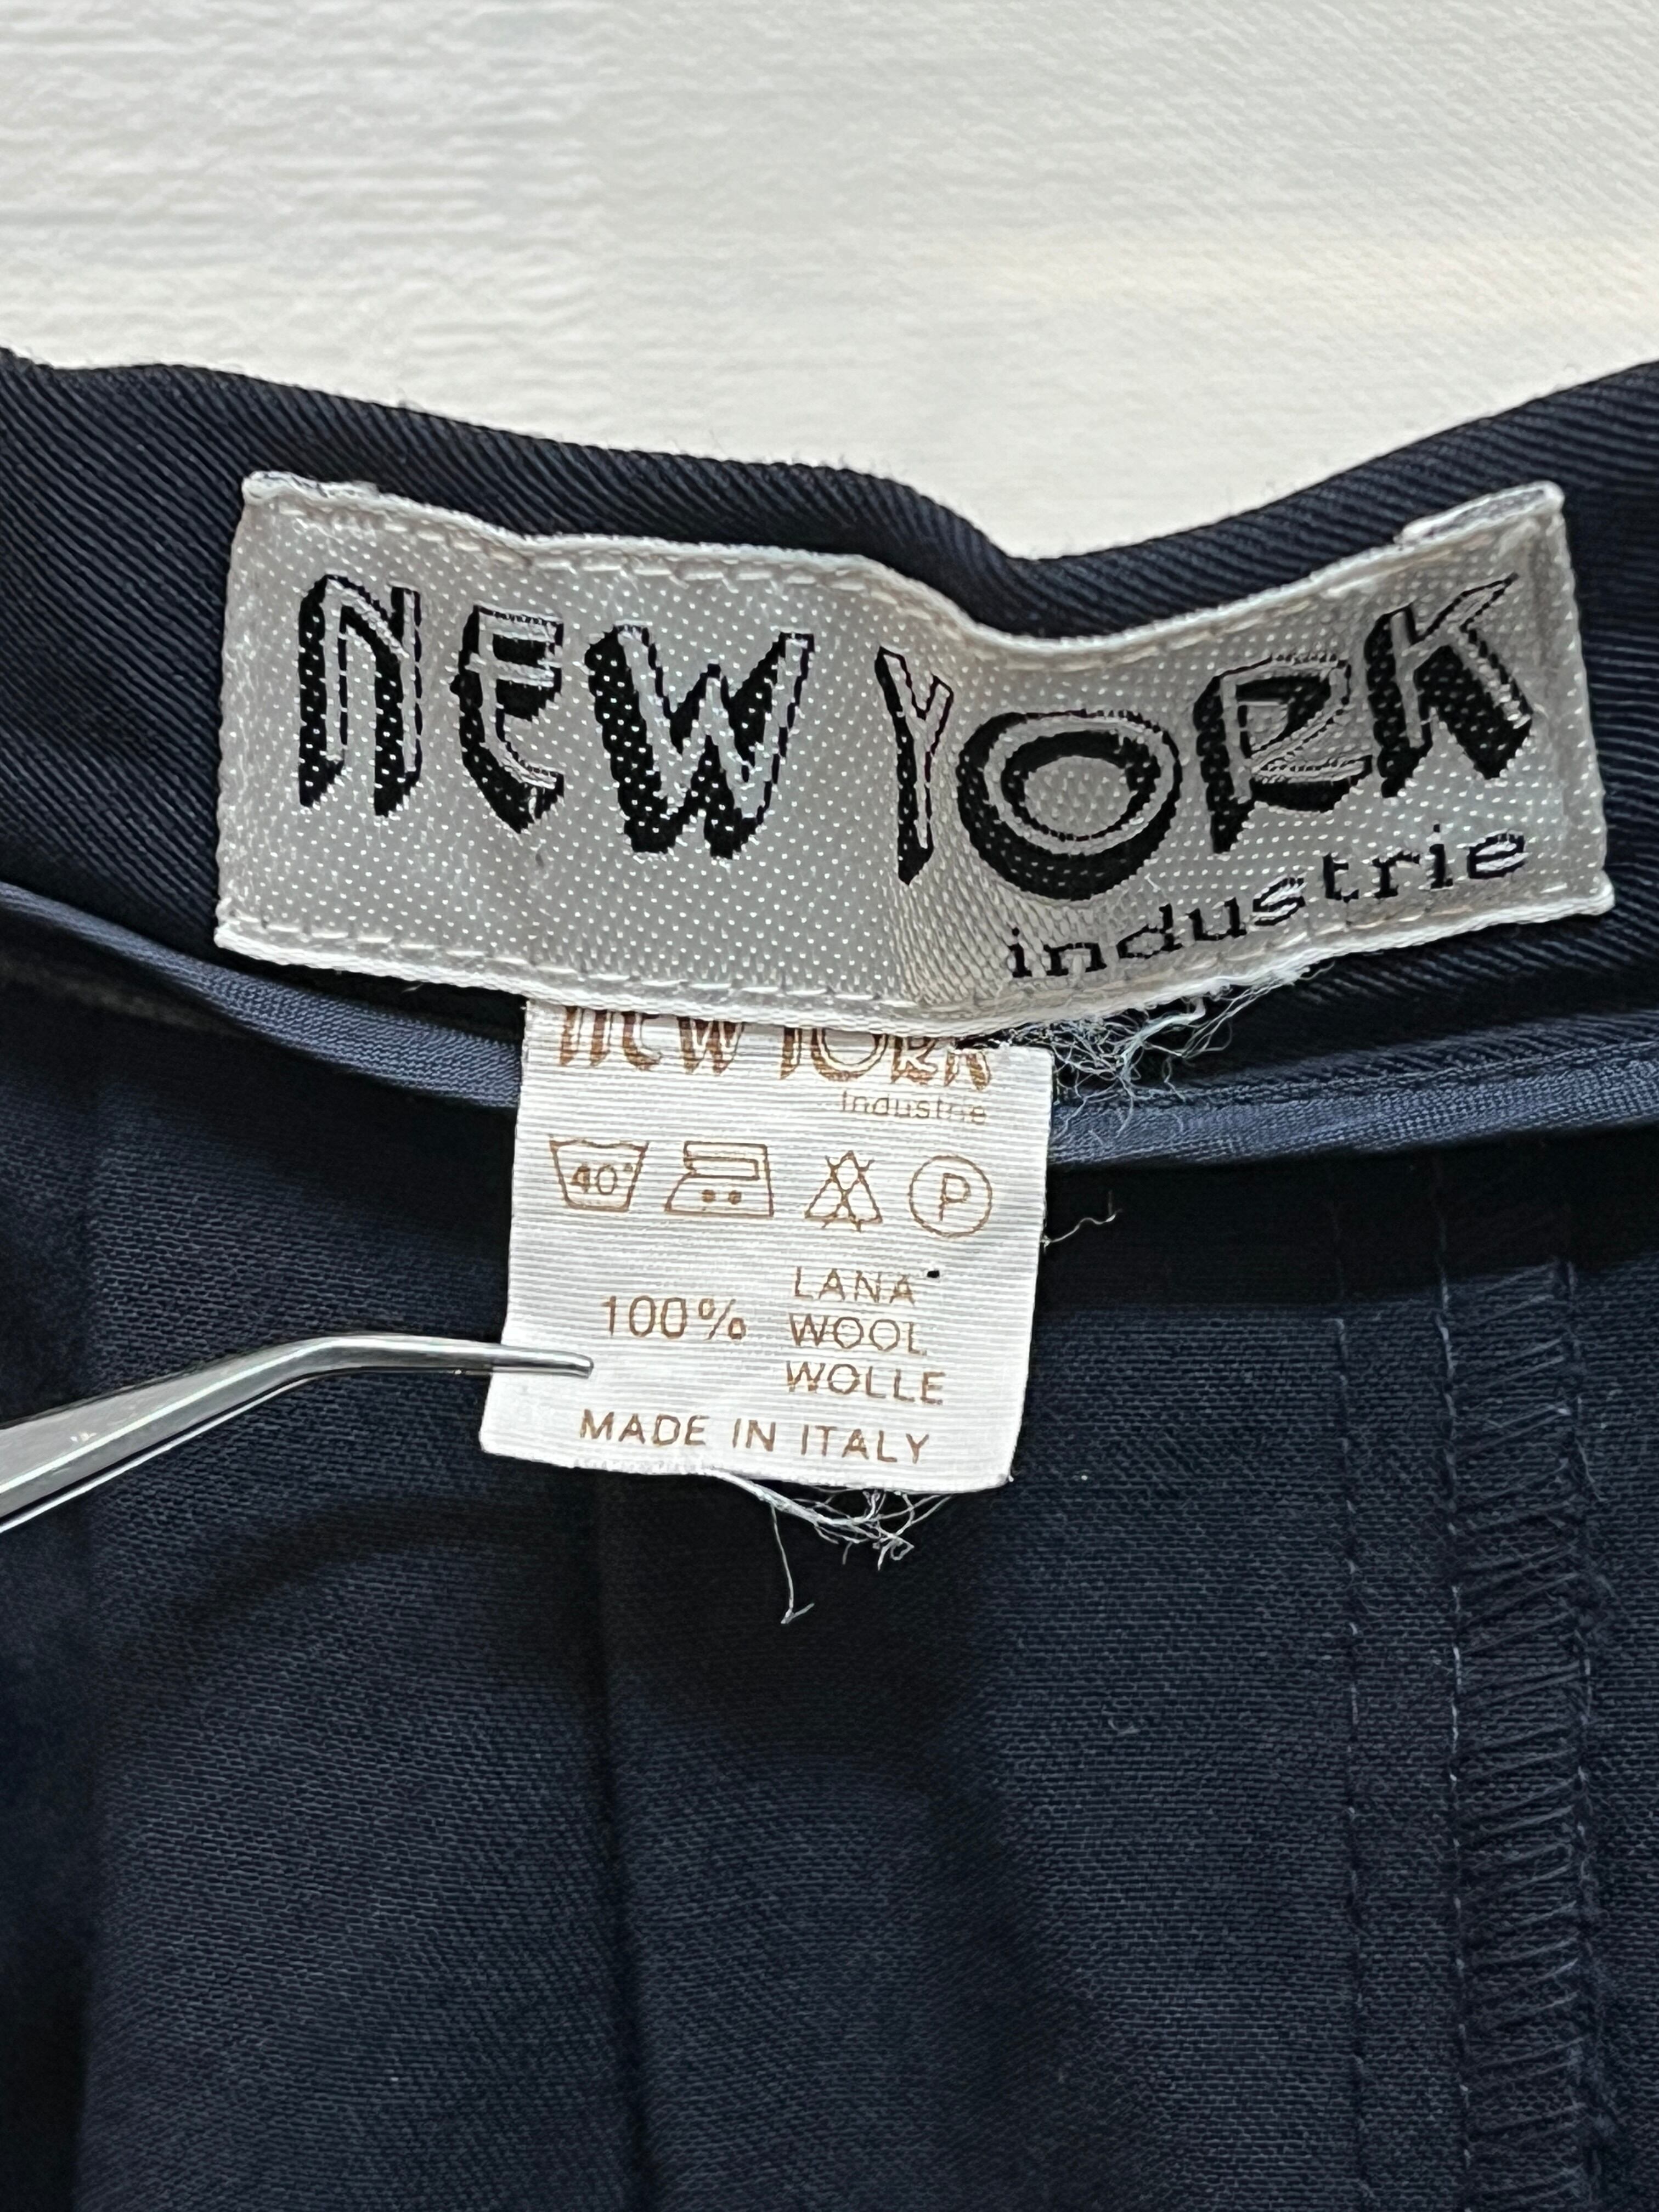 NEW YORK
industrie
NEW YORK
Industrie
40°
P
LANA
100% WOOL
WOLLE
MADE IN ITALY